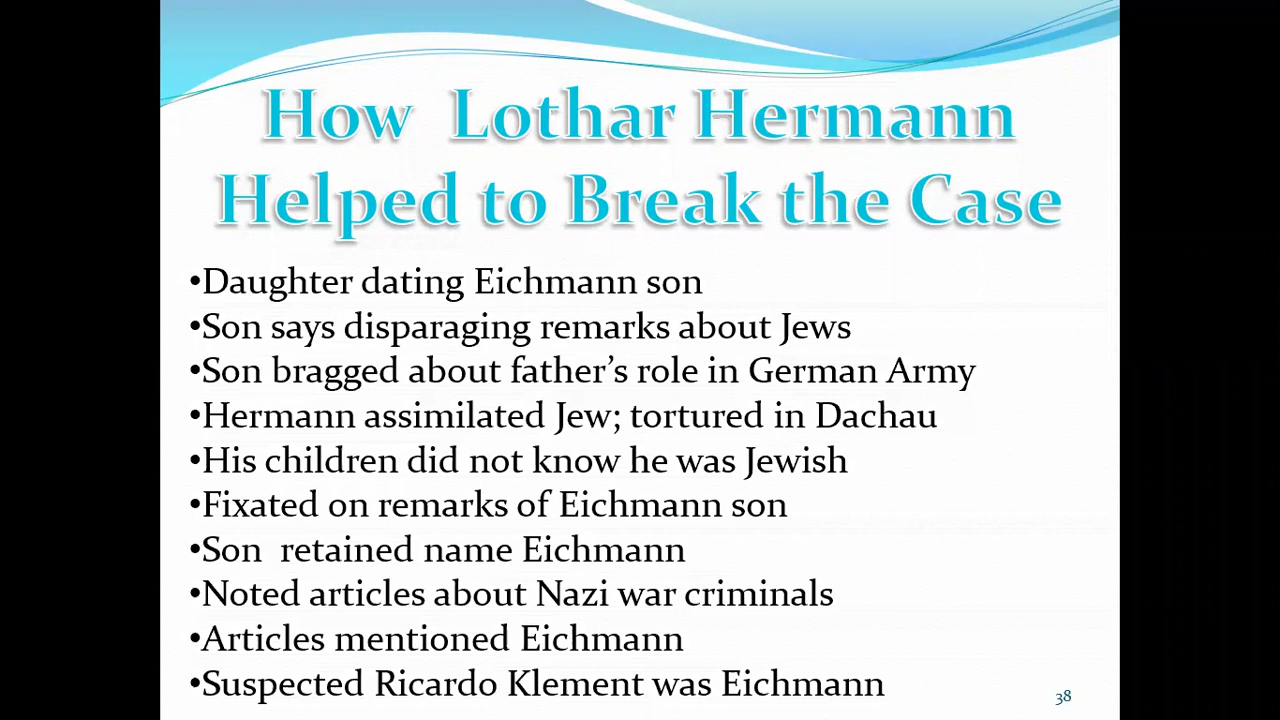 How  Lothar Hermann
Helped to Break the Case
•Daughter dating Eichmann son
•Son says disparaging remarks about Jews
•Son bragged about father’s role in German Army
•Hermann assimilated Jew; tortured in Dachau
•His children did not know he was Jewish
•Fixated on remarks of Eichmann son
•Son  retained name Eichmann
•Noted articles about Nazi war criminals
•Articles mentioned Eichmann
•Suspected Ricardo Klement was Eichmann
38